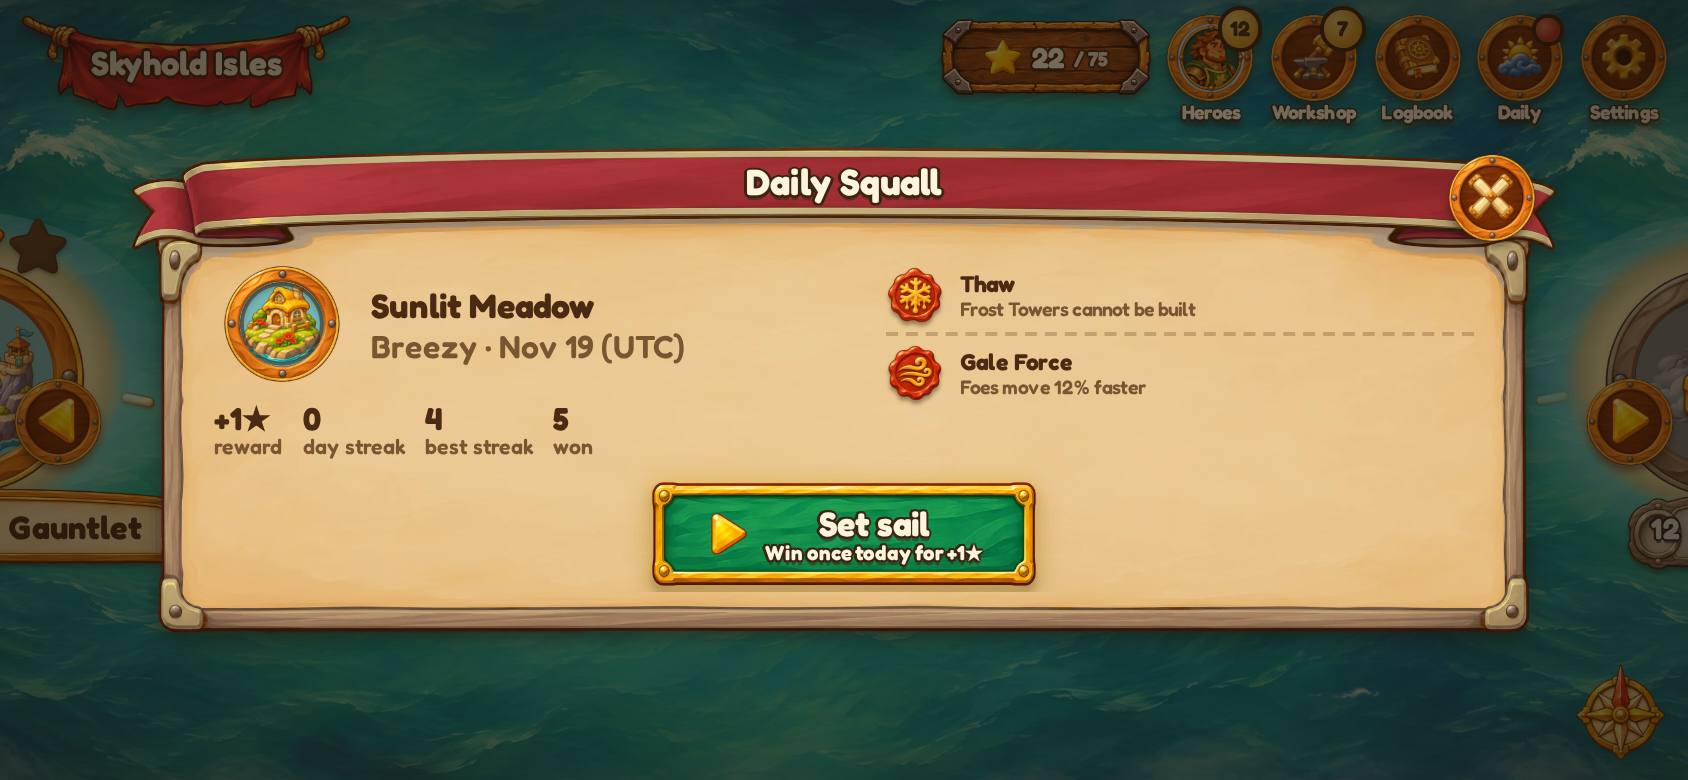 Skyhold Isles
22 / 75
12
7
Heroes
Workshop
Logbook
Daily
Settings
Daily Squall
Sunlit Meadow
Breezy · Nov 19 (UTC)
+1★
reward
0
day streak
4
best streak
5
won
Thaw
Frost Towers cannot be built
Gale Force
Foes move 12% faster
Set sail
Win once today for +1★
Gauntlet
12